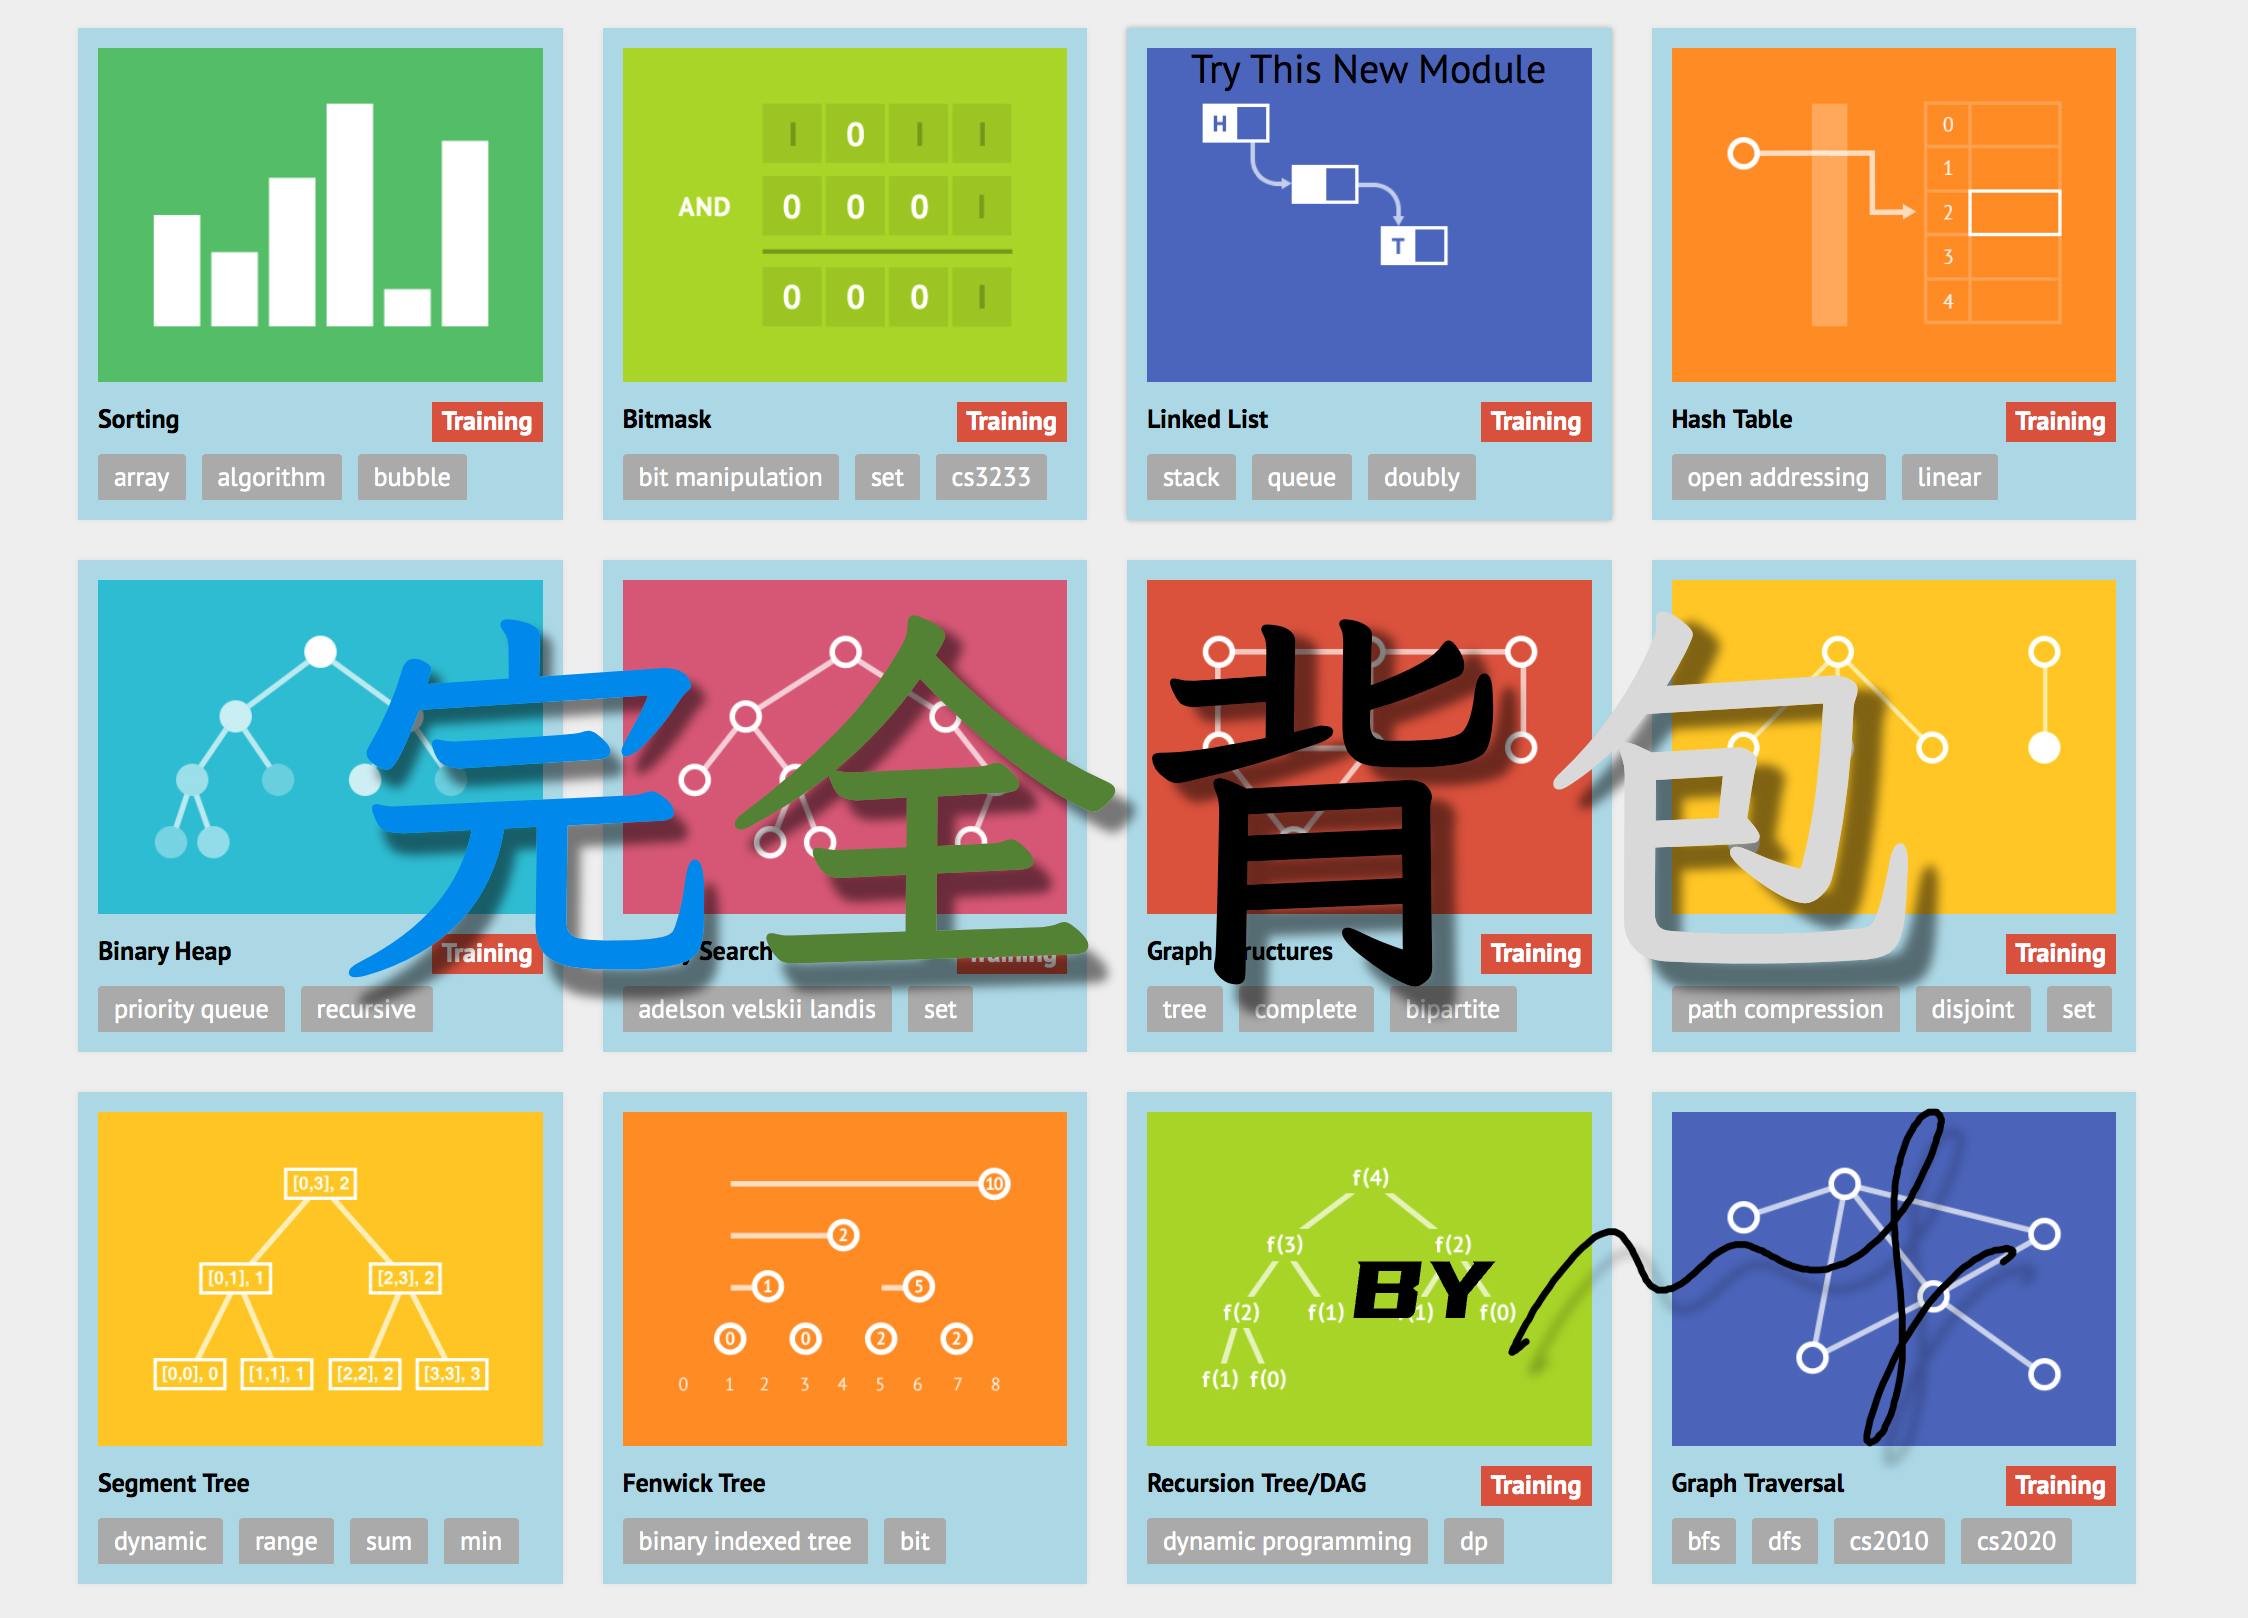 Try This New Module
H
T
AND
I 0 I I
0 0 0 I
0 0 0 I
0
1
2
3
4
Sorting Training
array algorithm bubble
Bitmask Training
bit manipulation set cs3233
Linked List Training
stack queue doubly
Hash Table Training
open addressing linear
完全背包
Binary Heap Training
priority queue recursive
Search Training
adelson velskii landis set
Graph Structures Training
tree complete bipartite
Training
path compression disjoint set
[0,3], 2
[0,1], 1 [2,3], 2
[0,0], 0 [1,1], 1 [2,2], 2 [3,3], 3
10
2
1 5
0 0 2 2
0 1 2 3 4 5 6 7 8
f(4)
f(3) f(2)
f(2) f(1) f(1) f(0)
f(1) f(0)
BY
Segment Tree
dynamic range sum min
Fenwick Tree
binary indexed tree bit
Recursion Tree/DAG Training
dynamic programming dp
Graph Traversal Training
bfs dfs cs2010 cs2020